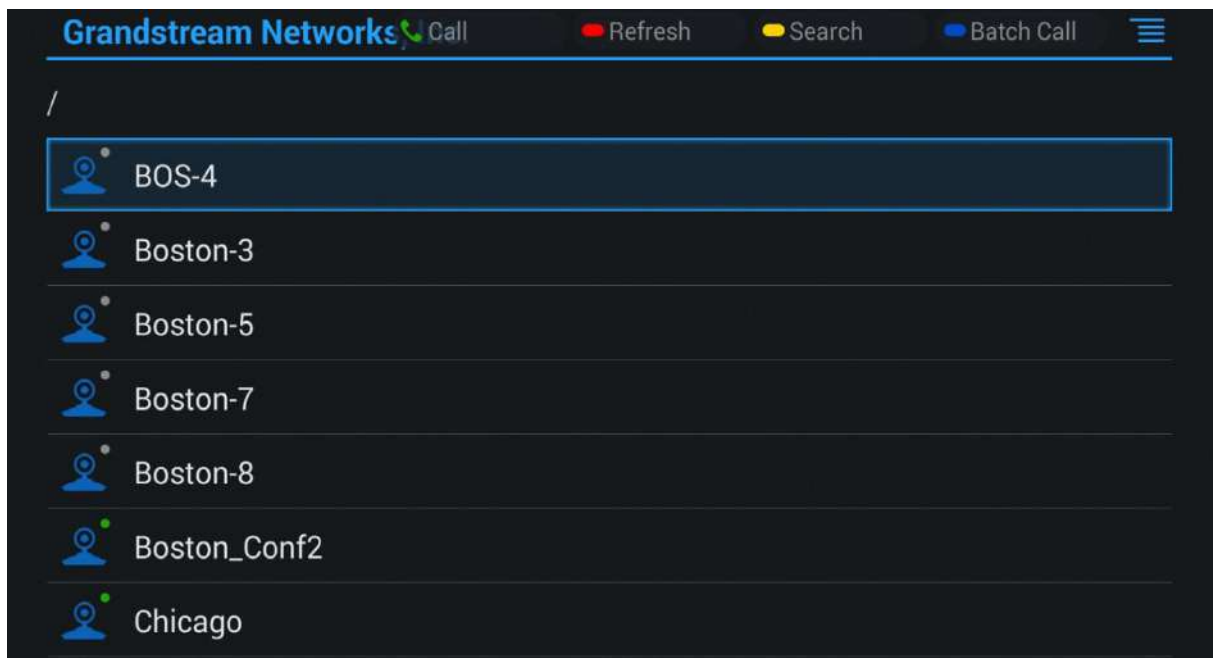 Grandstream Networks Call Refresh Search Batch Call
/
BOS-4
Boston-3
Boston-5
Boston-7
Boston-8
Boston_Conf2
Chicago